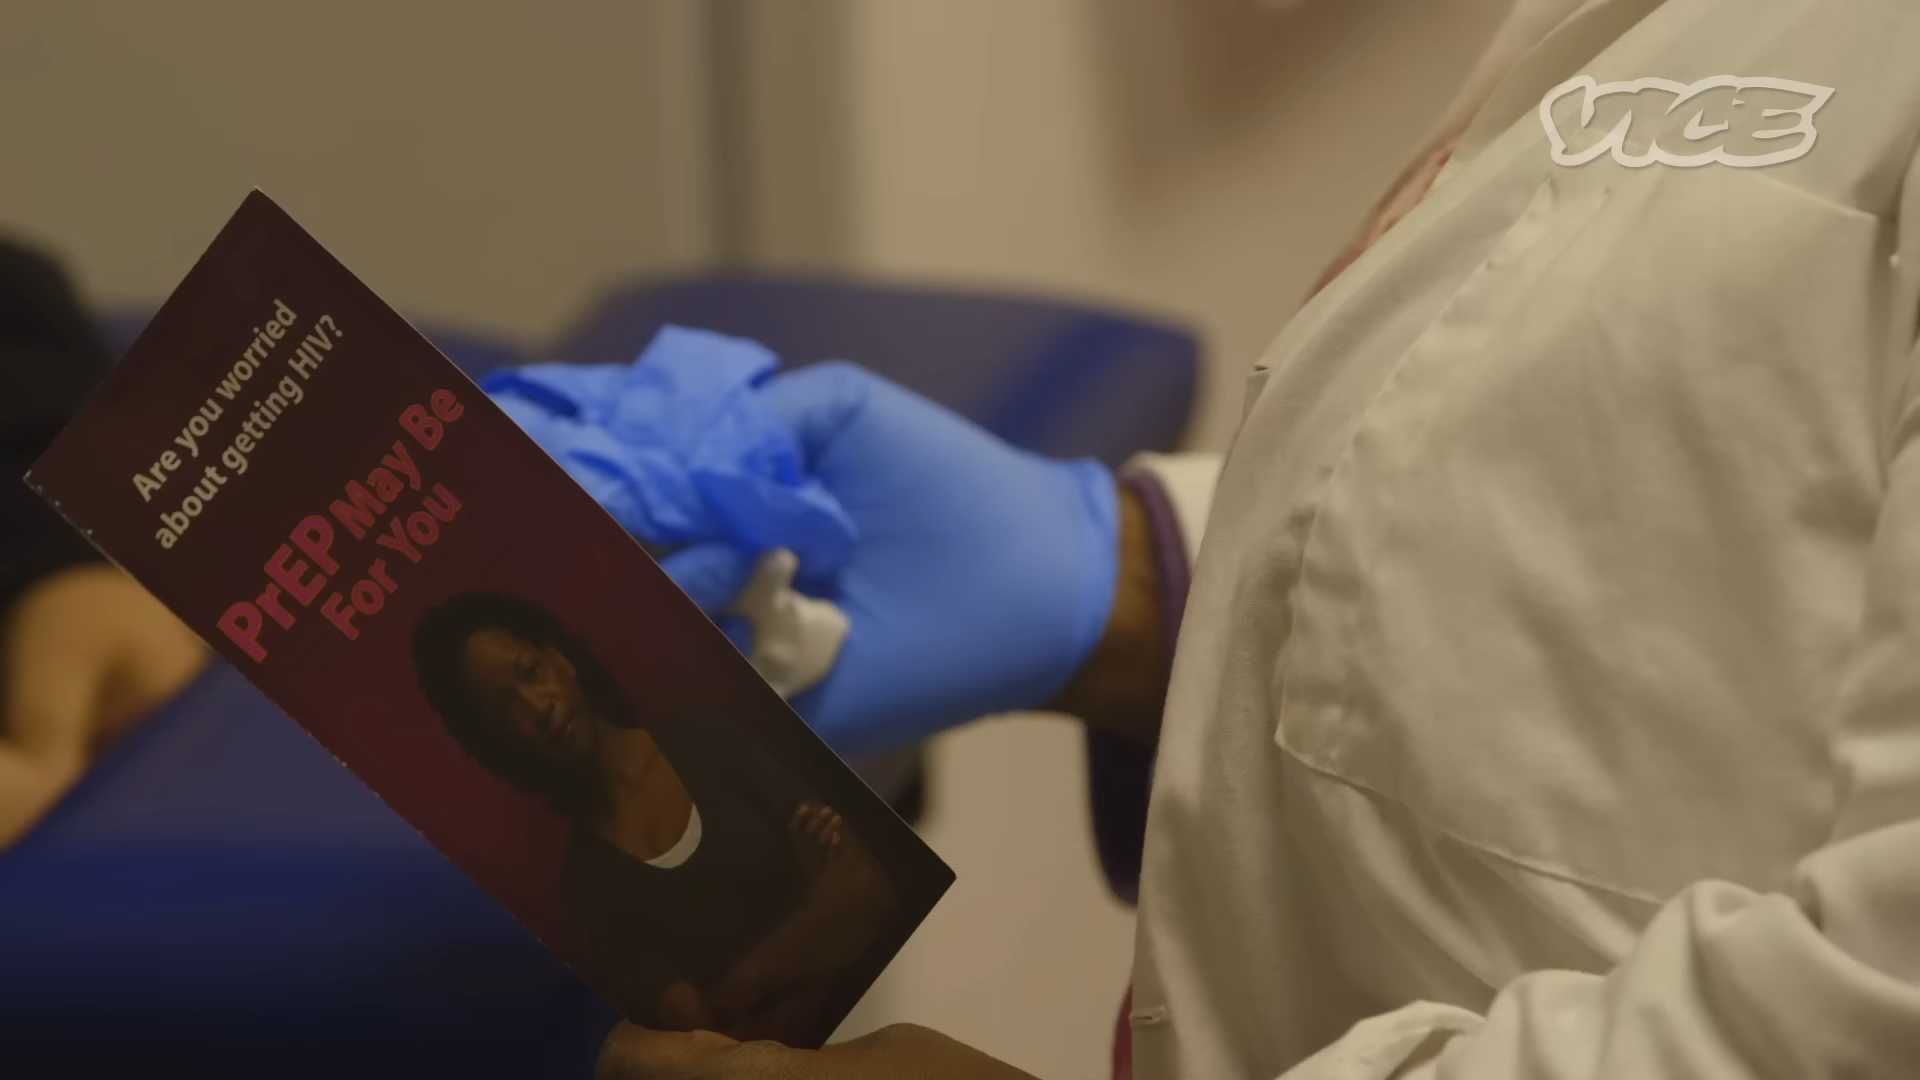 VICE
Are you worried
about getting HIV?
PrEP May Be
For You